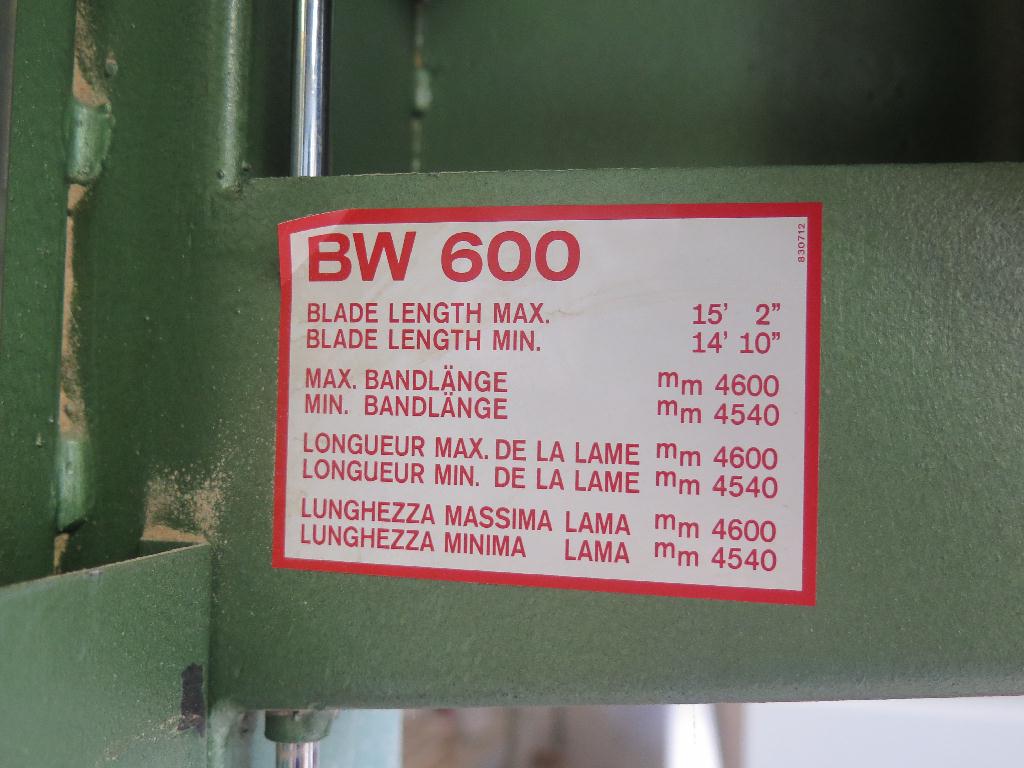 BW 600
830712
BLADE LENGTH MAX. 15' 2"
BLADE LENGTH MIN. 14' 10"
MAX. BANDLÄNGE mm 4600
MIN. BANDLÄNGE mm 4540
LONGUEUR MAX. DE LA LAME mm 4600
LONGUEUR MIN. DE LA LAME mm 4540
LUNGHEZZA MASSIMA LAMA mm 4600
LUNGHEZZA MINIMA LAMA mm 4540